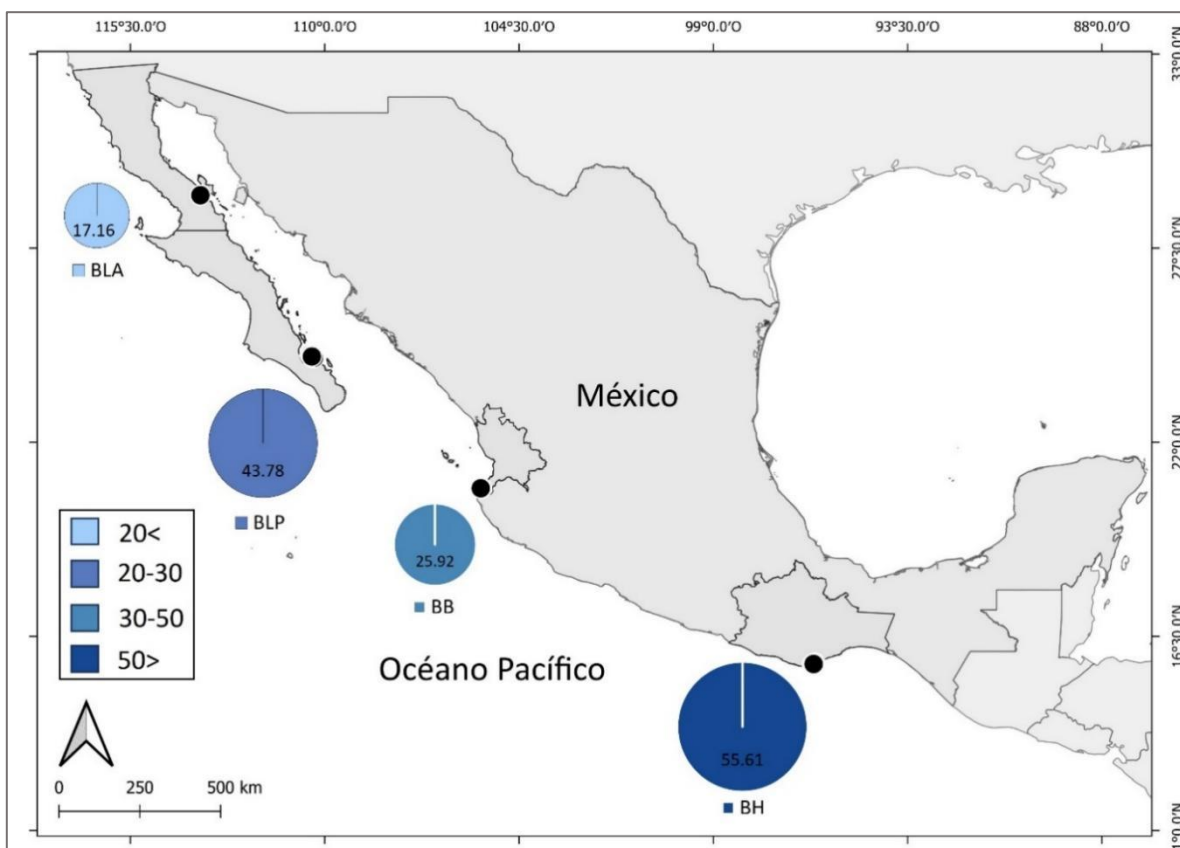 115°30.0'O 110°0.0'O 104°30.0'O 99°0.0'O 93°30.0'O 88°0.0'O
33°0.0'N
27°30.0'N
22°0.0'N
16°30.0'N
1°0.0'N
17.16
BLA
México
43.78
BLP
25.92
BB
20<
20-30
30-50
50>
Océano Pacífico
55.61
BH
0 250 500 km